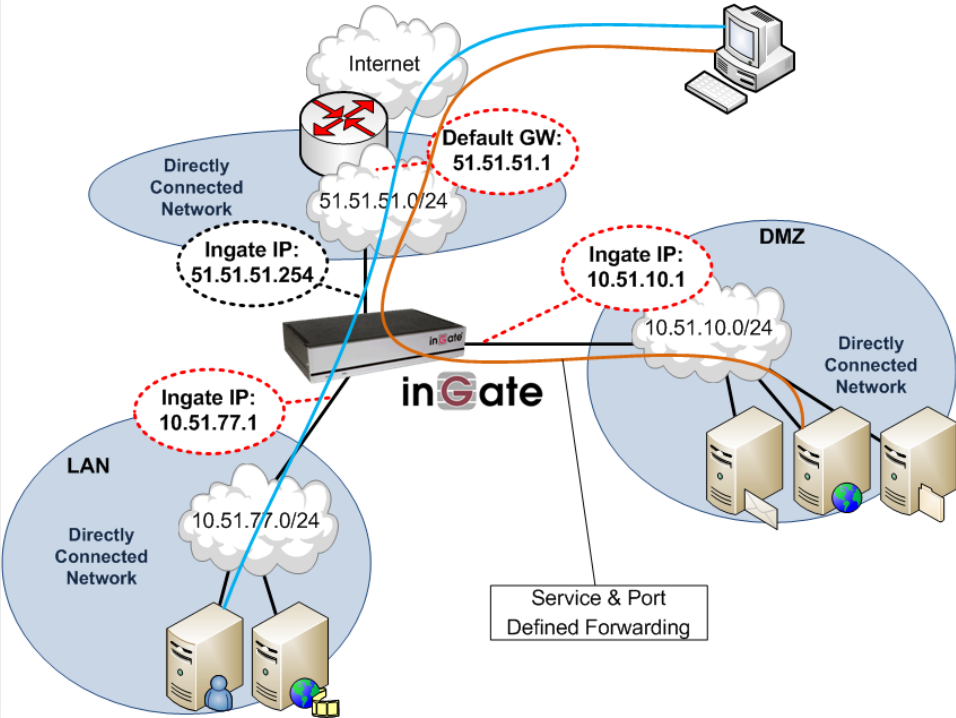 Internet
Default GW:
51.51.51.1
Directly
Connected
Network
51.51.51.0/24
Ingate IP:
51.51.51.254
Ingate IP:
10.51.10.1
DMZ
10.51.10.0/24
Directly
Connected
Network
inGate
inGate
Ingate IP:
10.51.77.1
LAN
10.51.77.0/24
Directly
Connected
Network
Service & Port
Defined Forwarding